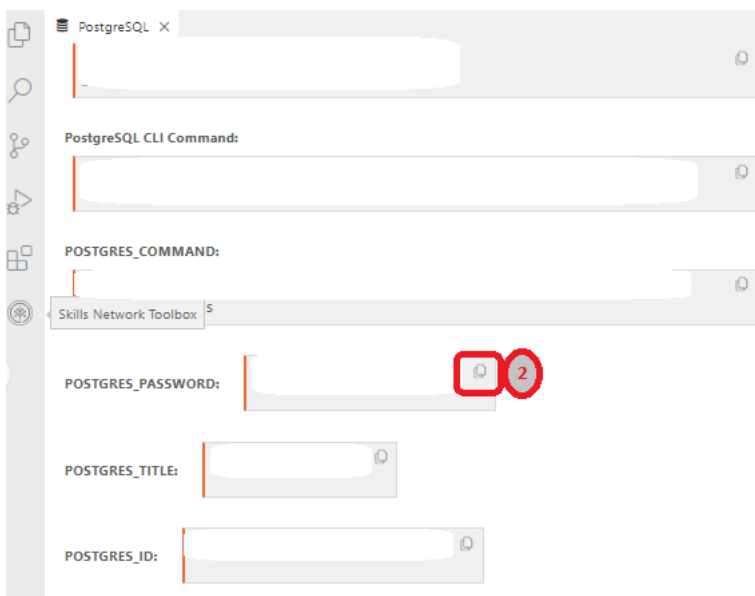 PostgreSQL
PostgreSQL CLI Command:
POSTGRES_COMMAND:
Skills Network Toolbox
s
POSTGRES_PASSWORD:
2
POSTGRES_TITLE:
POSTGRES_ID: